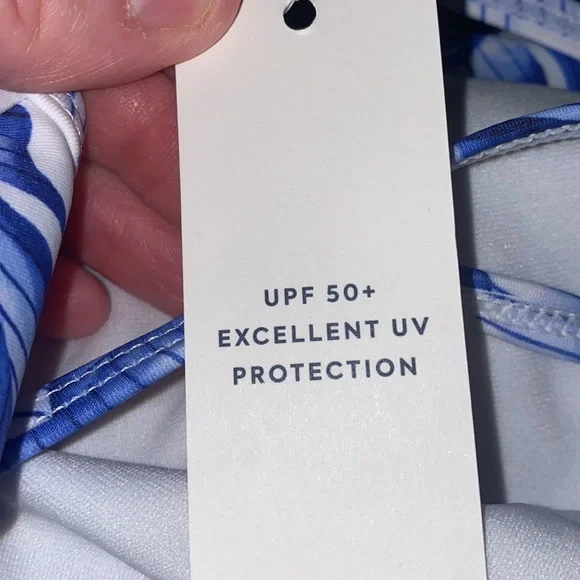 UPF 50+
EXCELLENT UV
PROTECTION